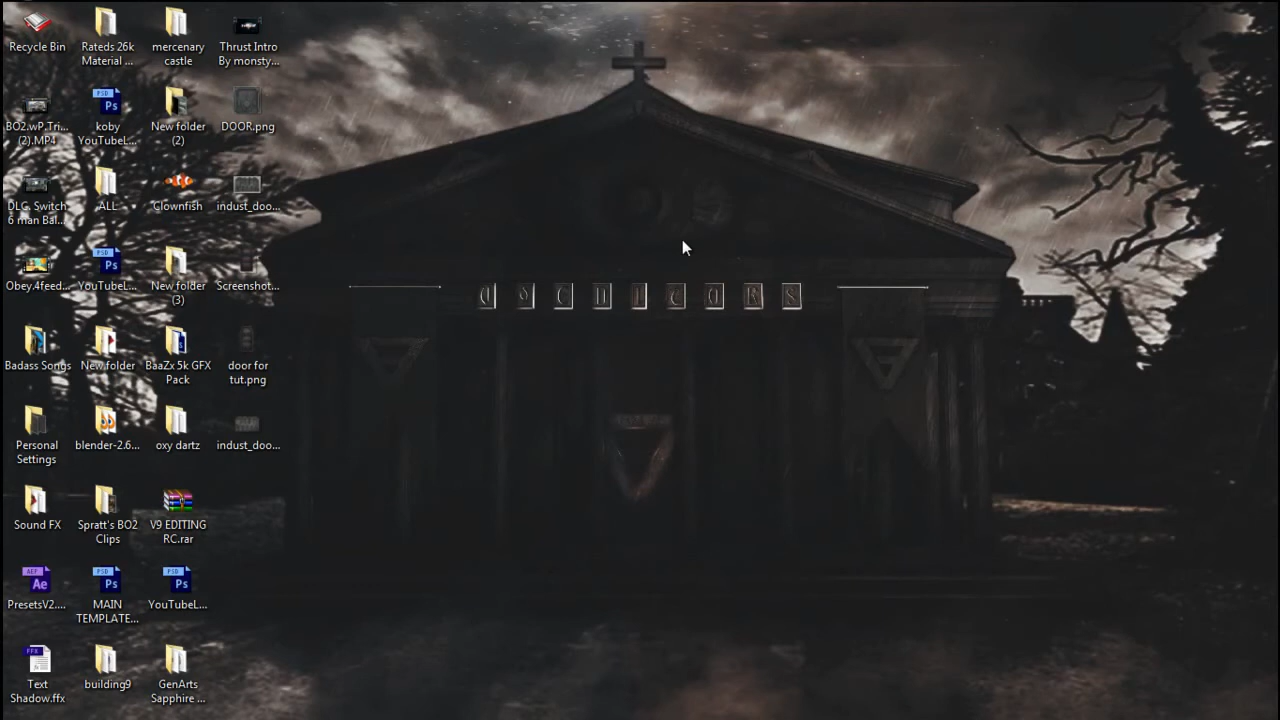 Recycle Bin
Rateds 26k
Material ...
mercenary
castle
Thrust Intro
By monsty...
BO2.wP.Tri...
(2).MP4
koby
YouTubeL...
New folder
(2)
DOOR.png
DLC. Switch
6 man Bal...
ALL
Clownfish
indust_doo...
Obey.4feed...
YouTubeL...
New folder
(3)
Screenshot...
Badass Songs
New folder
BaaZx 5k GFX
Pack
door for
tut.png
Personal
Settings
blender-2.6...
oxy dartz
indust_doo...
Sound FX
Spratt's BO2
Clips
V9 EDITING
RC.rar
PresetsV2....
MAIN
TEMPLATE...
YouTubeL...
Text
Shadow.ffx
building9
GenArts
Sapphire ...